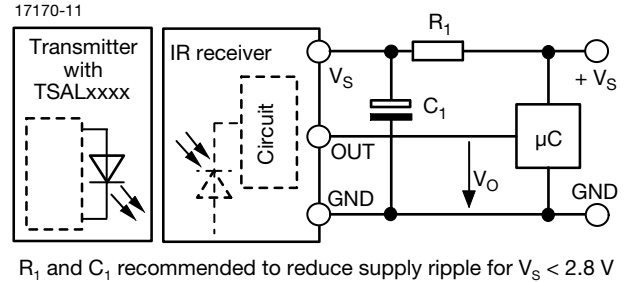 17170-11
Transmitter
with
TSALxxxx
IR receiver
Circuit
VS
OUT
GND
C1
R1
VO
µC
+ VS
GND
R1 and C1 recommended to reduce supply ripple for VS < 2.8 V